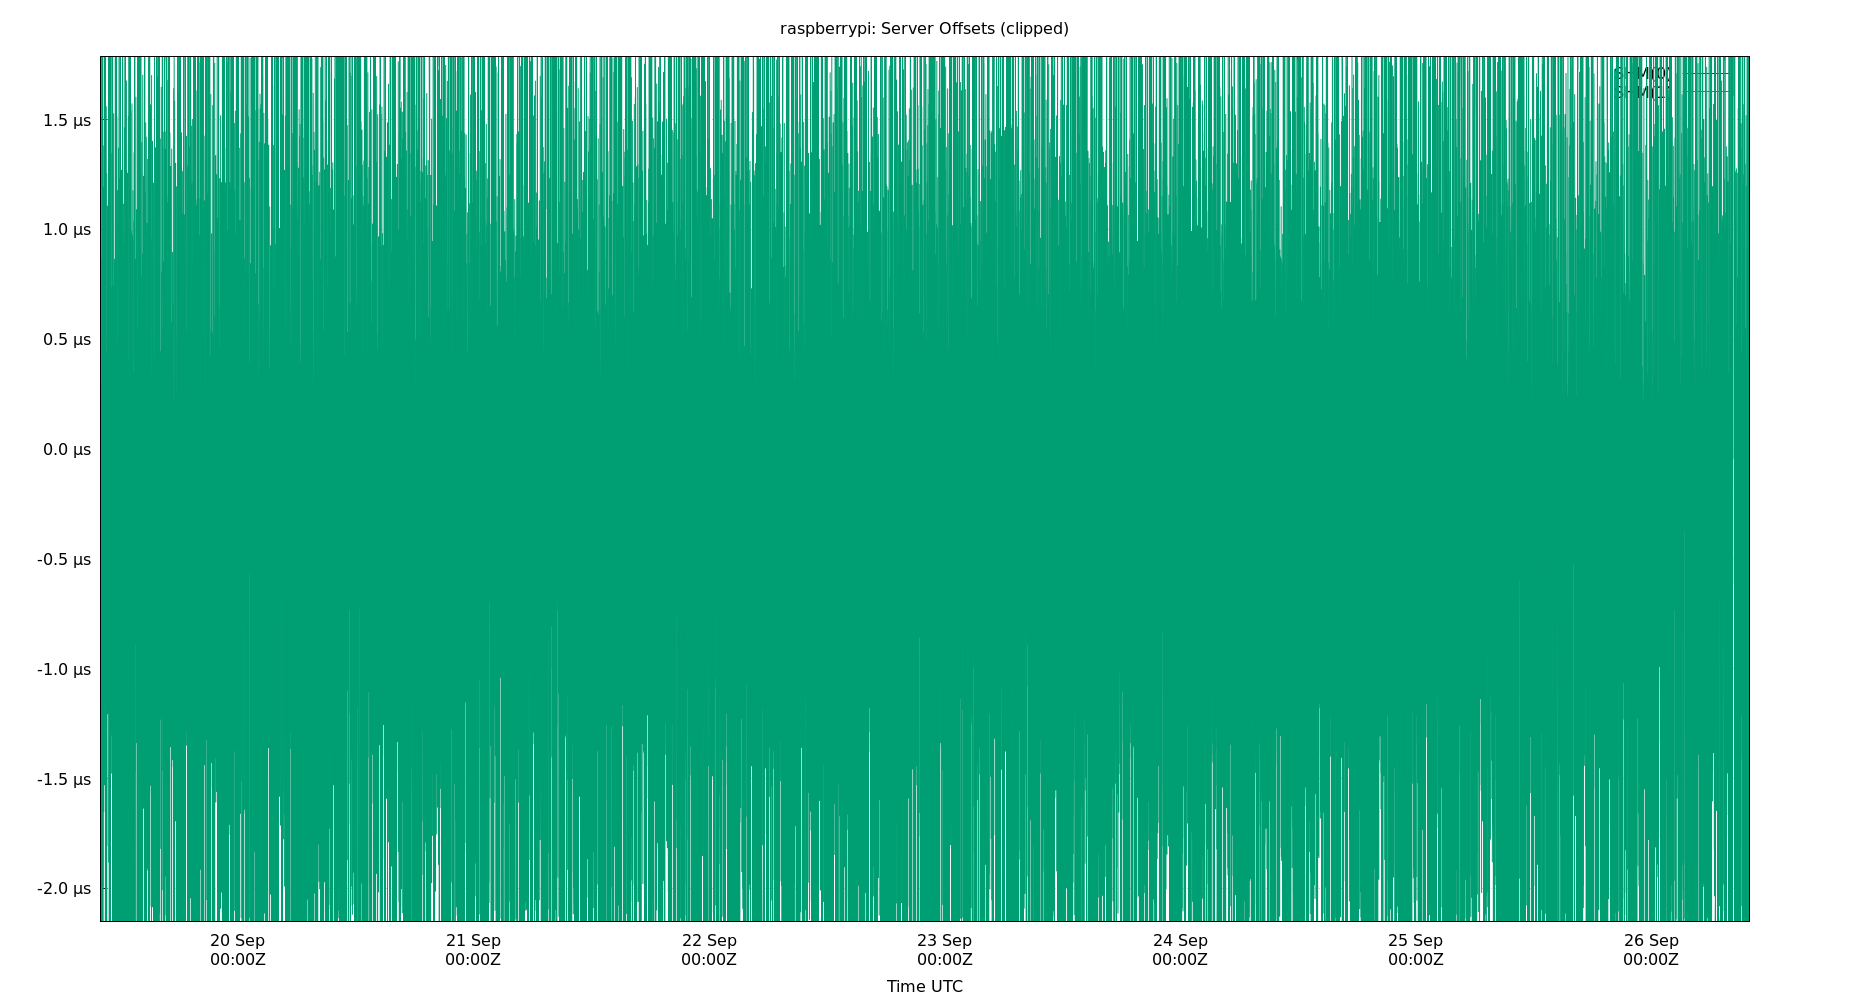 raspberrypi: Server Offsets (clipped)
SHM(0)
1.5 µs
1.0 µs
0.5 µs
0.0 µs
-0.5 µs
-1.0 µs
-1.5 µs
-2.0 µs
20 Sep 21 Sep 22 Sep 23 Sep 24 Sep 25 Sep 26 Sep
00:00Z 00:00Z 00:00Z 00:00Z 00:00Z 00:00Z 00:00Z
Time UTC